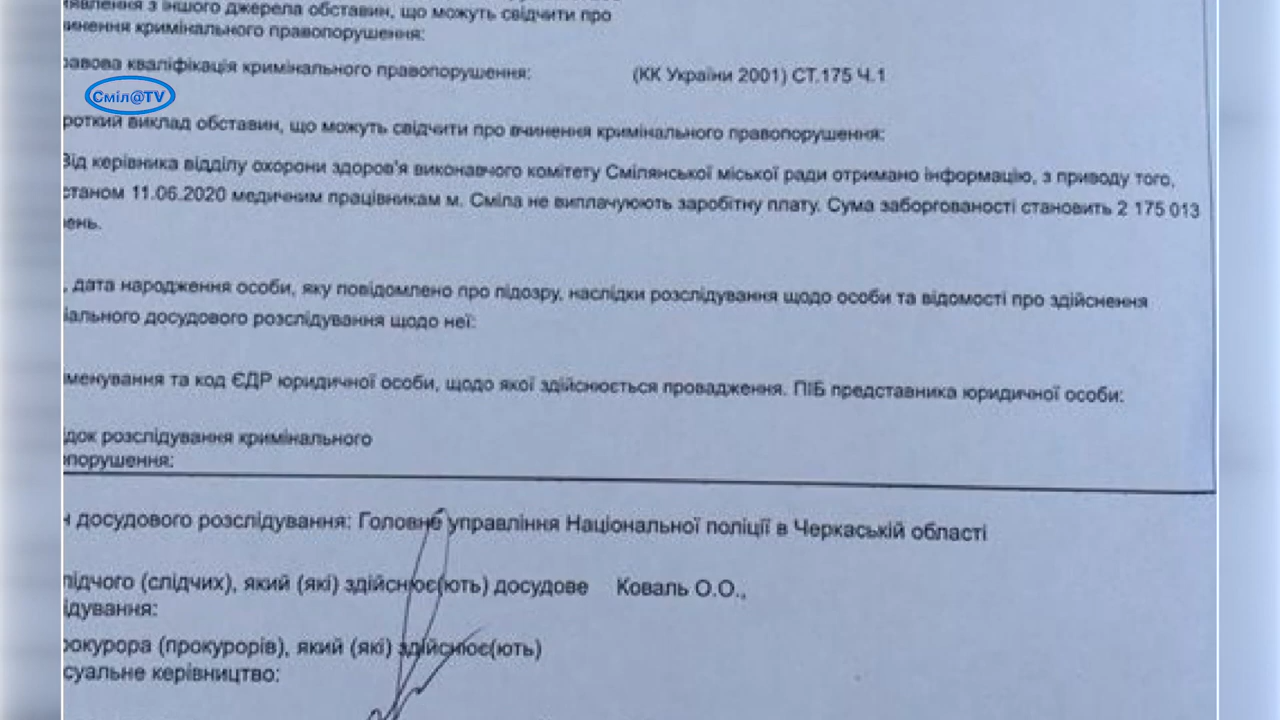 явлення з іншого джерела обставин, що можуть свідчити про
инення кримінального правопорушення:
равова кваліфікація кримінального правопорушення: (КК України 2001) СТ.175 Ч.1
Сміл@TV
роткий виклад обставин, що можуть свідчити про вчинення кримінального правопорушення:
Від керівника відділу охорони здоров'я виконавчого комітету Смілянської міської ради отримано інформацію, з приводу того,
станом 11.06.2020 медичним працівникам м. Сміла не виплачуюють заробітну плату. Сума заборгованості становить 2 175 013
ень.
, дата народження особи, яку повідомлено про підозру, наслідки розслідування щодо особи та відомості про здійснення
іального досудового розслідування щодо неї:
йменування та код ЄДР юридичної особи, щодо якої здійснюється провадження. ПІБ представника юридичної особи:
ідок розслідування кримінального
опорушення:
н досудового розслідування: Головне управління Національної поліції в Черкаській області
лідчого (слідчих), який (які) здійснює(ють) досудове Коваль О.О.,
ідування:
рокурора (прокурорів), який (які) здійснює(ють)
суальне керівництво: